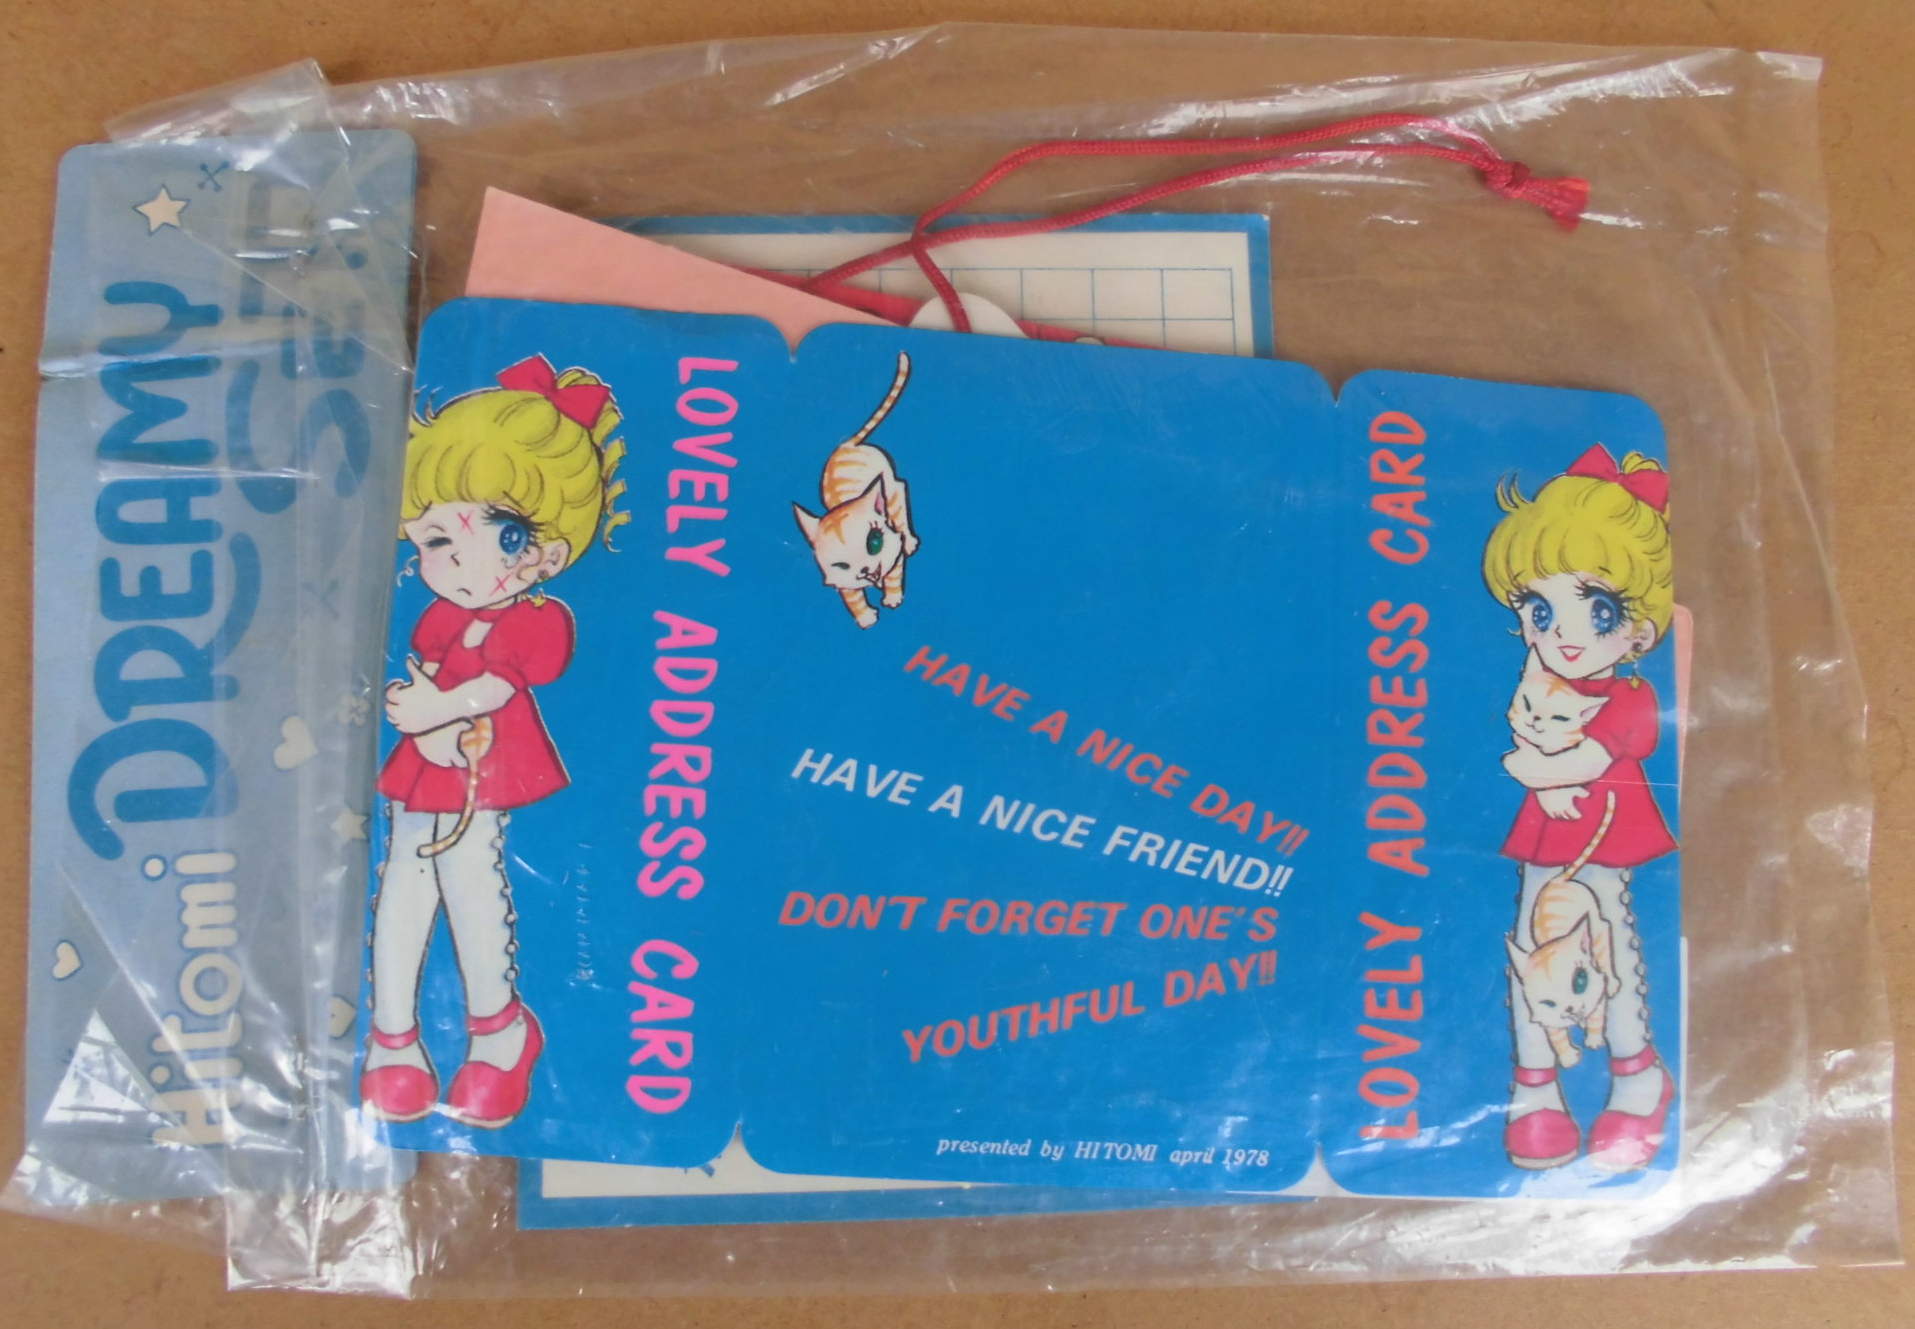 Hitomi DREAMY
Set
LOVELY ADDRESS CARD
HAVE A NICE DAY!!
HAVE A NICE FRIEND!!
DON'T FORGET ONE'S
YOUTHFUL DAY!!
presented by HITOMI april 1978
LOVELY ADDRESS CARD